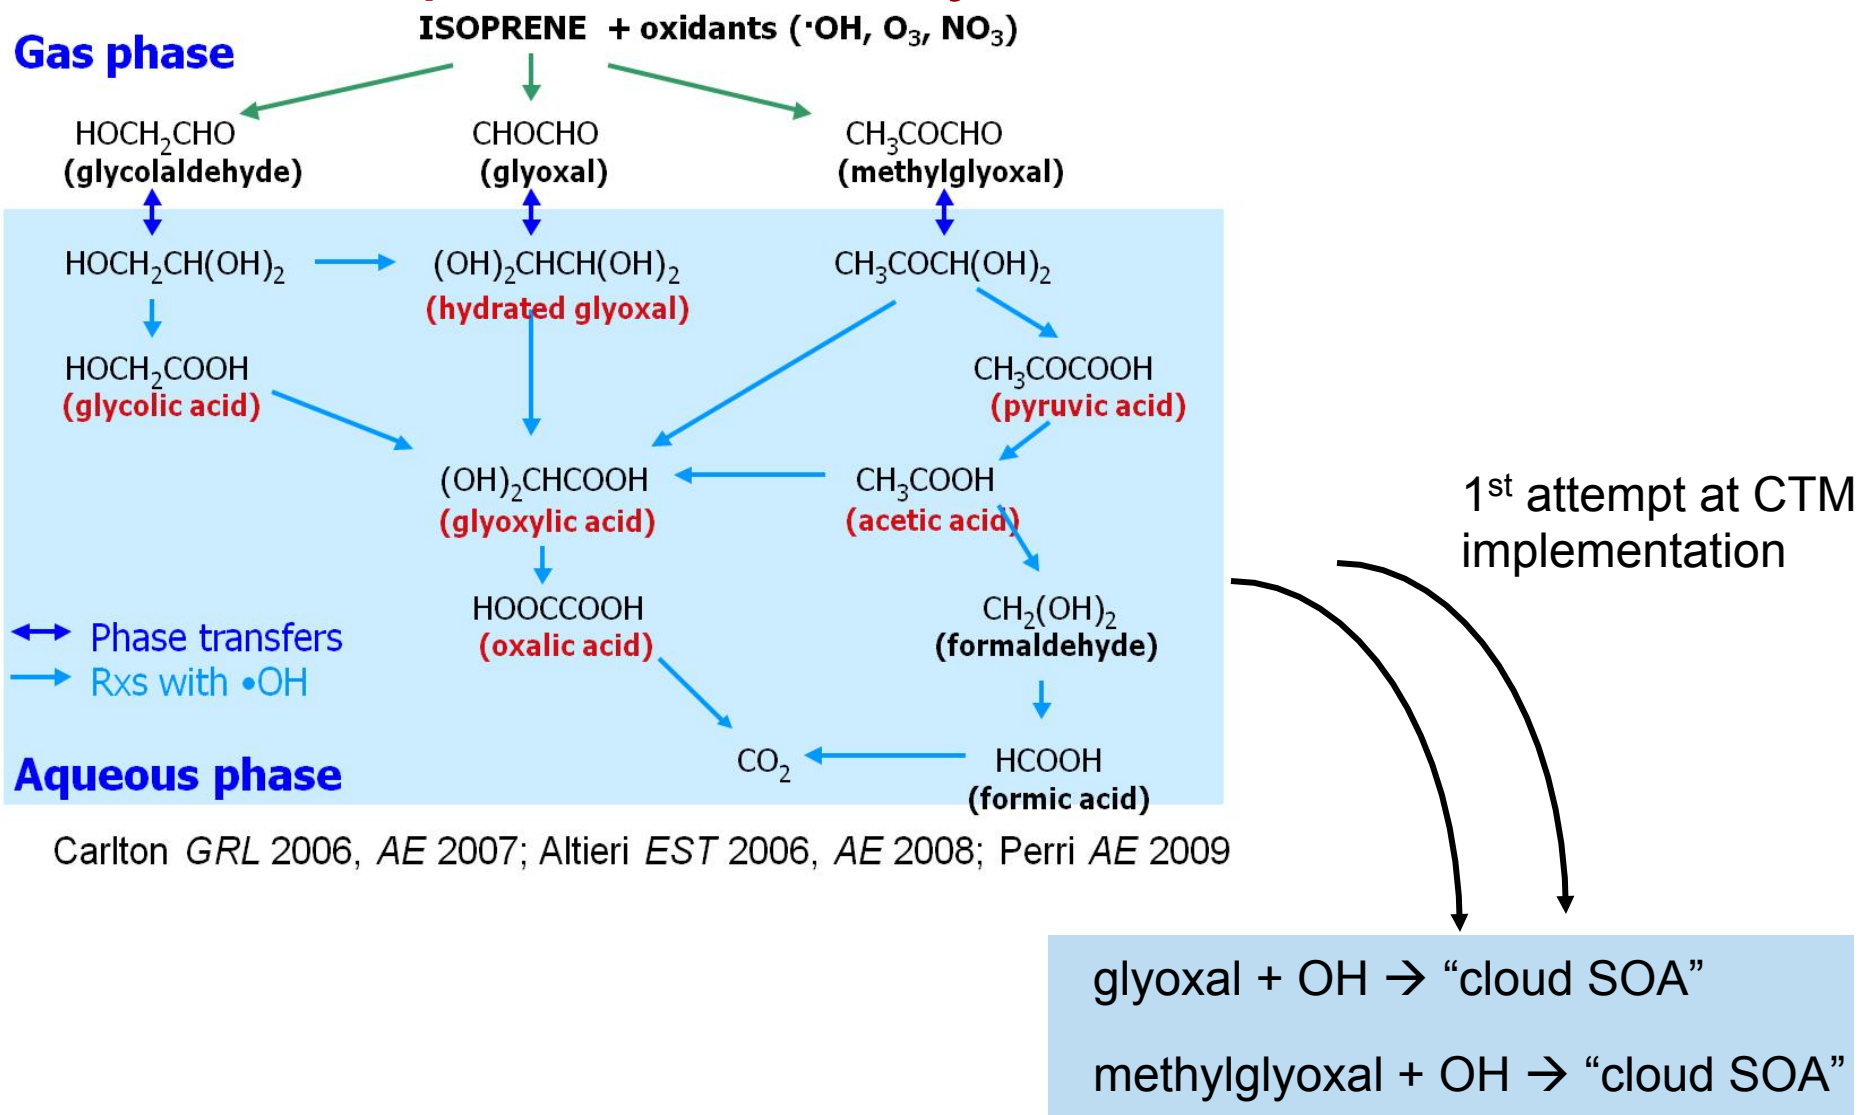 ISOPRENE + oxidants (·OH, O₃, NO₃)
Gas phase
HOCH₂CHO
(glycolaldehyde)
CHOCHO
(glyoxal)
CH₃COCHO
(methylglyoxal)
HOCH₂CH(OH)₂
(OH)₂CHCH(OH)₂
(hydrated glyoxal)
CH₃COCH(OH)₂
HOCH₂COOH
(glycolic acid)
CH₃COCOOH
(pyruvic acid)
(OH)₂CHCOOH
(glyoxylic acid)
CH₃COOH
(acetic acid)
HOOCCOOH
(oxalic acid)
CH₂(OH)₂
(formaldehyde)
Phase transfers
Rxs with •OH
CO₂
HCOOH
(formic acid)
Aqueous phase
Carlton GRL 2006, AE 2007; Altieri EST 2006, AE 2008; Perri AE 2009
1st attempt at CTM
implementation
glyoxal + OH → “cloud SOA”
methylglyoxal + OH → “cloud SOA”